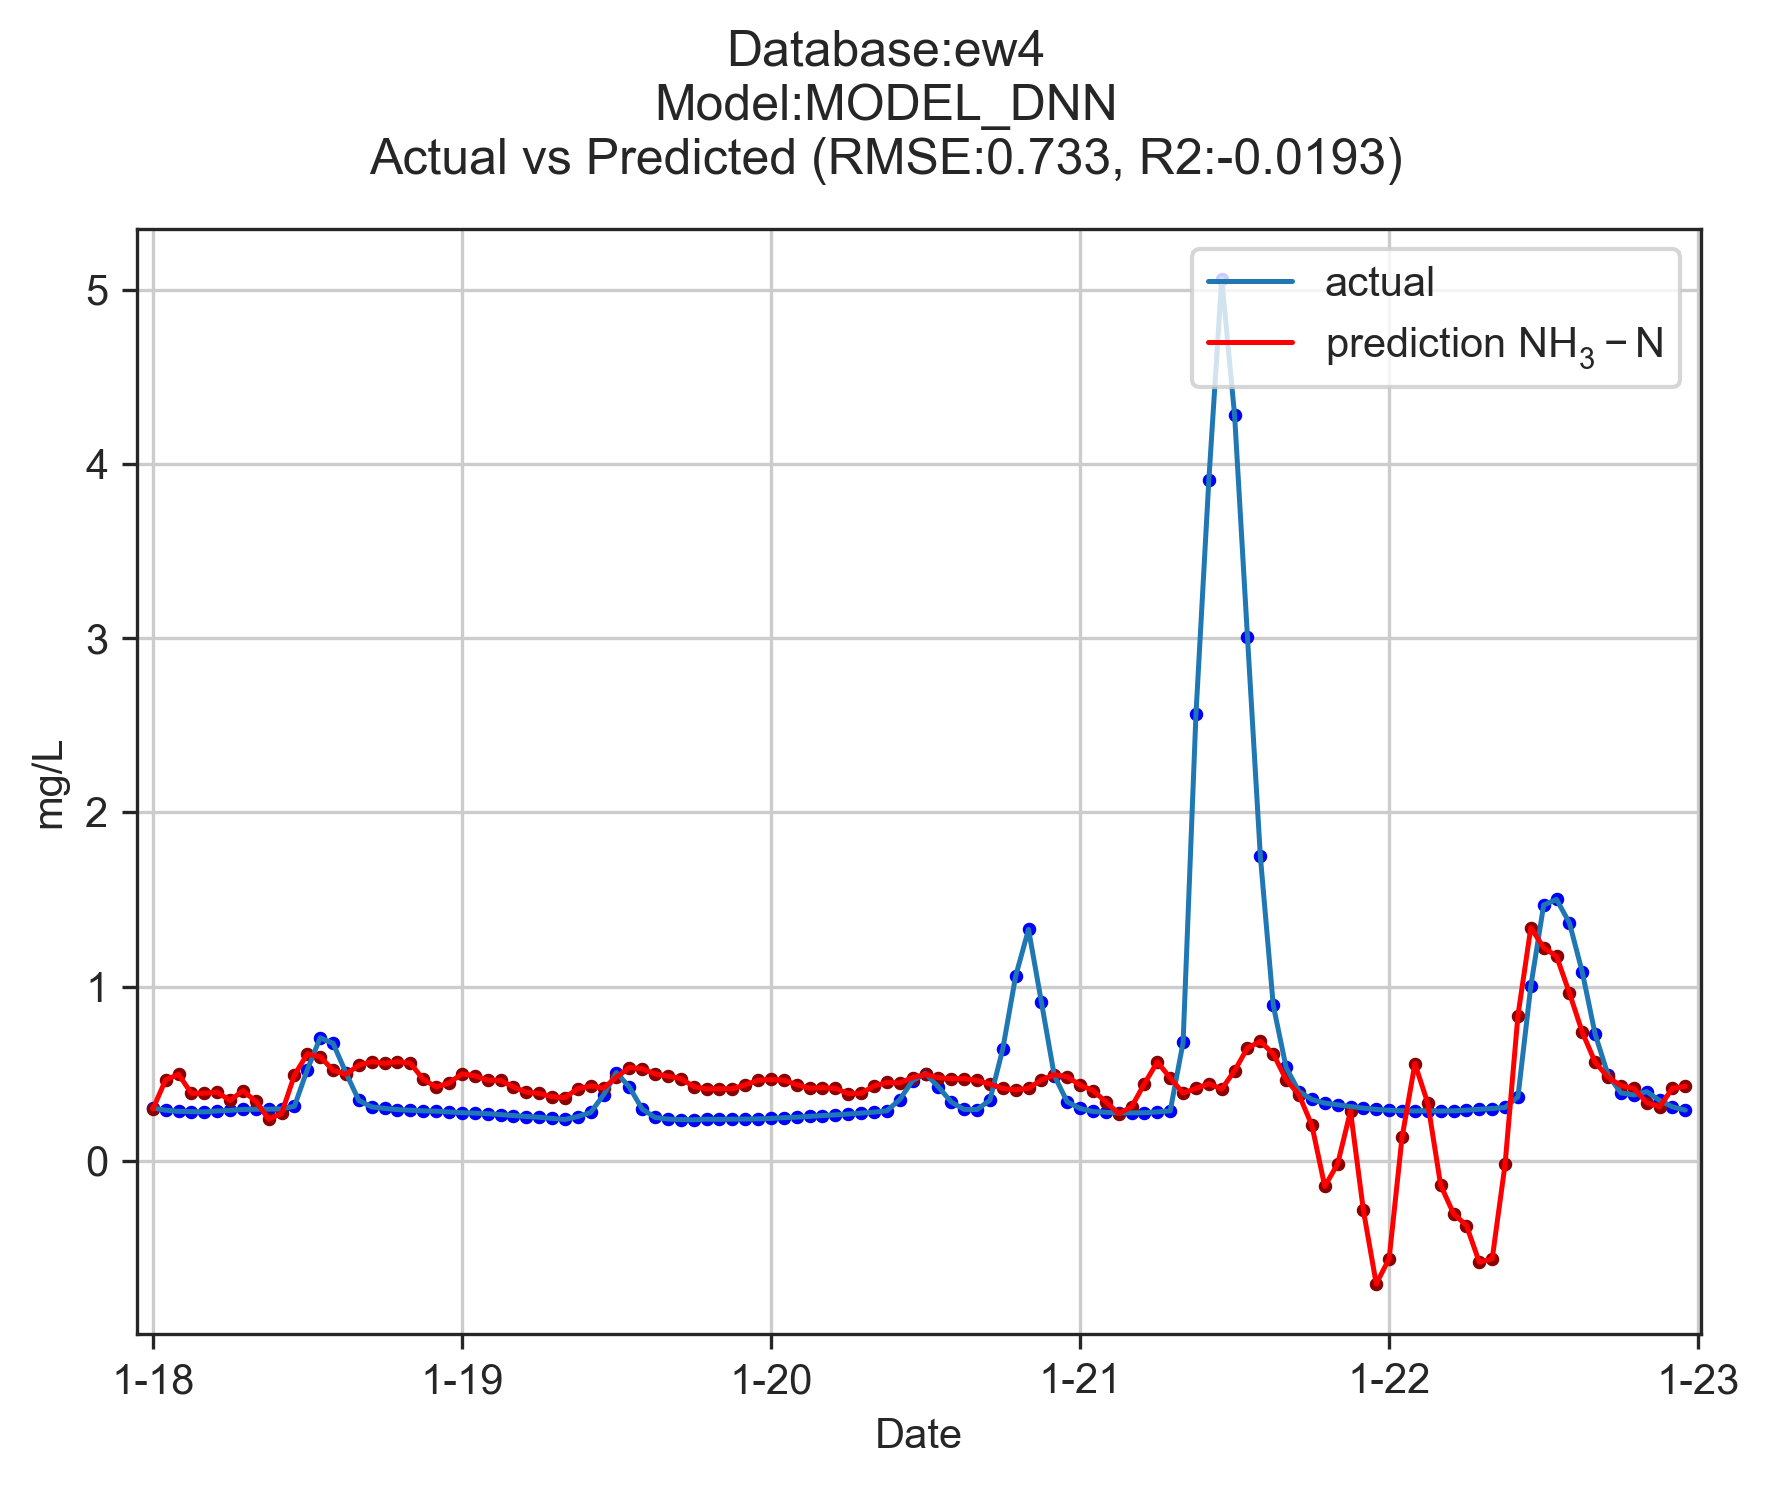 Database:ew4
Model:MODEL_DNN
Actual vs Predicted (RMSE:0.733, R2:-0.0193)
actual
prediction NH₃ − N
5
4
3
2
1
0
mg/L
1-18 1-19 1-20 1-21 1-22 1-23
Date